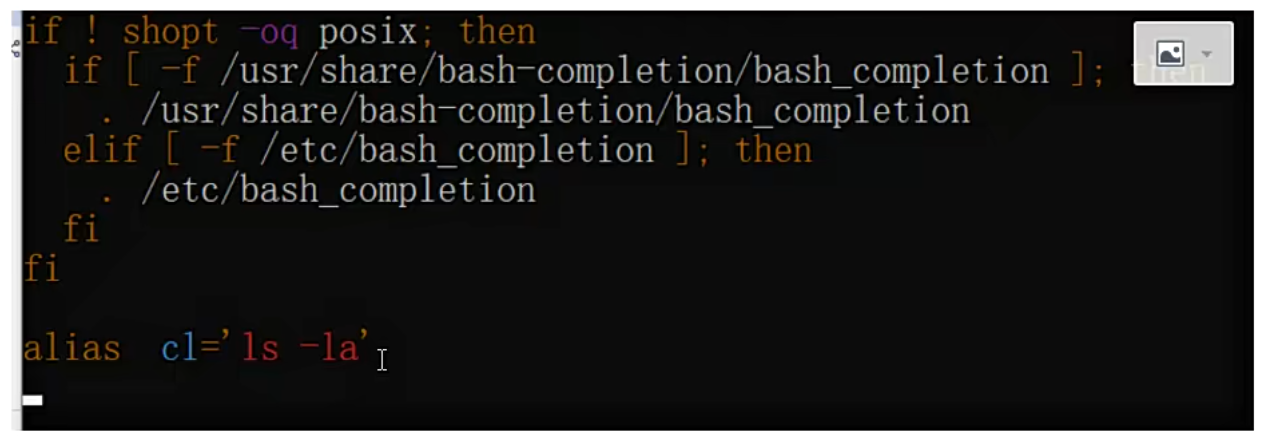 if ! shopt -oq posix; then
  if [ -f /usr/share/bash-completion/bash_completion ]; then
    . /usr/share/bash-completion/bash_completion
  elif [ -f /etc/bash_completion ]; then
    . /etc/bash_completion
  fi
fi
alias  cl='ls -la'